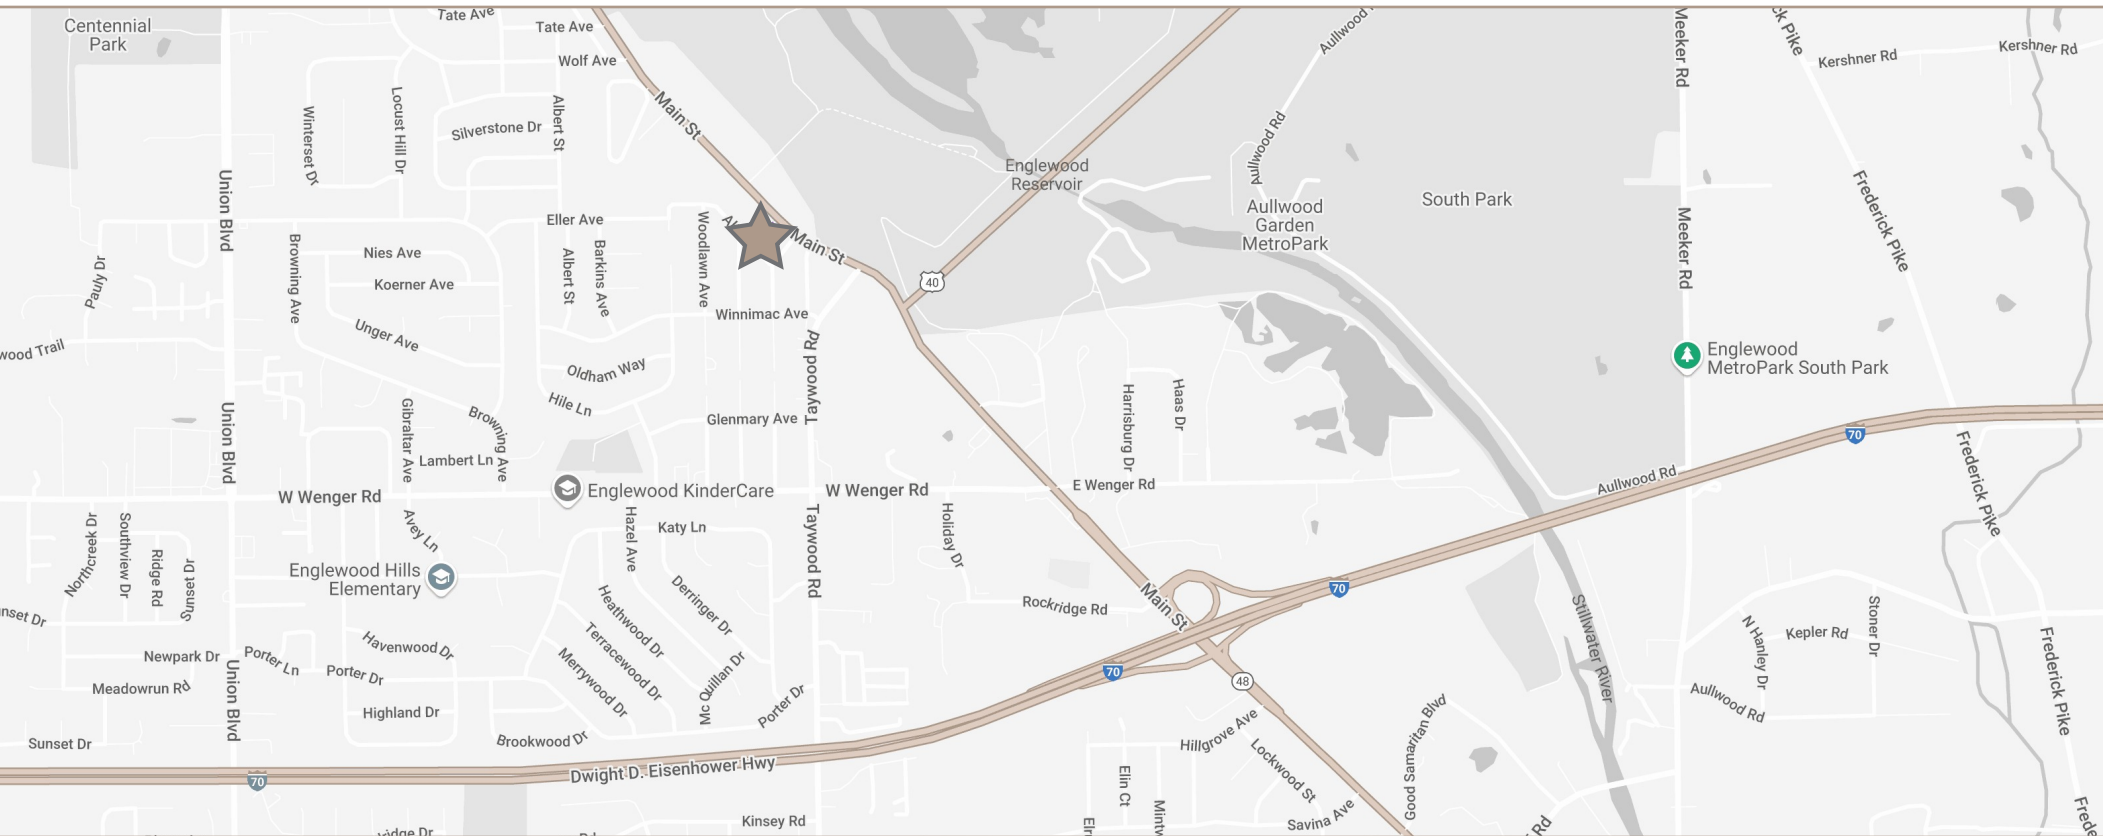 Centennial
Park
Tate Ave
Tate Ave
Wolf Ave
Main St
Winterset Dr
Locust Hill Dr
Silverstone Dr
Albert St
Union Blvd
Englewood
Reservoir
Aullwood
Aullwood Rd
Aullwood
Garden
MetroPark
South Park
Meeker Rd
Kershner Rd
Kershner Rd
Frederick Pike
Meeker Rd
Eller Ave
Woodlawn Ave
Main St
40
Browning Ave
Nies Ave
Koerner Ave
Albert St
Barkins Ave
Pauly Dr
Unger Ave
Winnimac Ave
Taywood Rd
wood Trail
Oldham Way
Hile Ln
Glenmary Ave
Harrisburg Dr
Haas Dr
Englewood
MetroPark South Park
70
Union Blvd
Gibraltar Ave
Browning Ave
Lambert Ln
W Wenger Rd
Englewood KinderCare
W Wenger Rd
E Wenger Rd
Aullwood Rd
Frederick Pike
Northcreek Dr
Southview Dr
Ridge Rd
Sunset Dr
Avey Ln
Hazel Ave
Katy Ln
Taywood Rd
Holiday Dr
Englewood Hills
Elementary
Heathwood Dr
Derringer Dr
Rockridge Rd
Main St
70
Stillwater River
N Hanley Dr
Kepler Rd
Stoner Dr
Frederick Pike
nset Dr
Newpark Dr
Porter Ln
Havenwood Dr
Porter Dr
Terracewood Dr
Merrywood Dr
Mc Quillan Dr
Porter Dr
70
48
Meadowrun Rd
Union Blvd
Highland Dr
Aullwood Rd
Sunset Dr
Brookwood Dr
Hillgrove Ave
Good Samaritan Blvd
70
Dwight D. Eisenhower Hwy
Elin Ct
Lockwood St
Kinsey Rd
Savina Ave
Rd